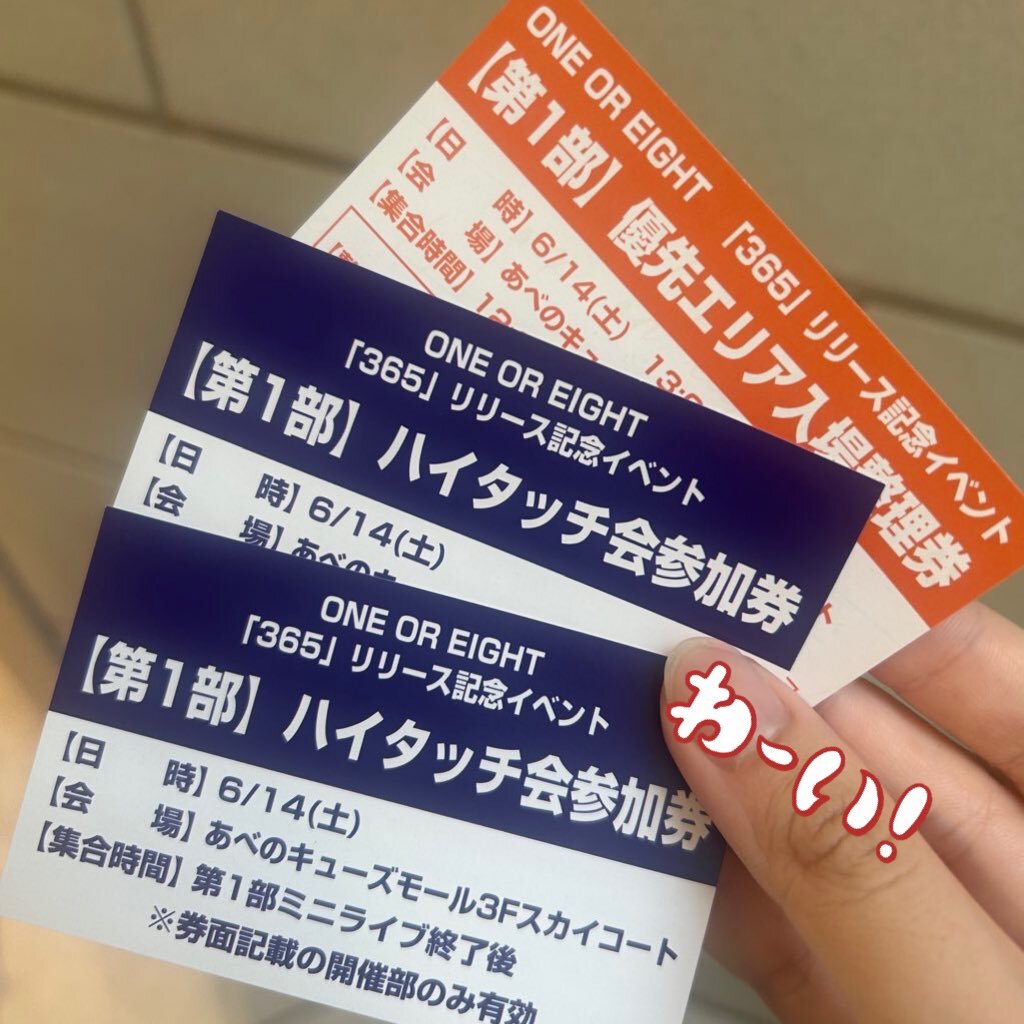 ONE OR EIGHT 「365」リリース記念イベント
【第1部】優先エリア入場整理券
【日 時】6/14(土) 13:0
【会 場】あべのキュ
【集合時間】12
ONE OR EIGHT
「365」リリース記念イベント
【第1部】ハイタッチ会参加券
【日 時】6/14(土)
【会 場】あべのキ
ONE OR EIGHT
「365」リリース記念イベント
【第1部】ハイタッチ会参加券
【日 時】6/14(土)
【会 場】あべのキューズモール3Fスカイコート
【集合時間】第1部ミニライブ終了後
※券面記載の開催部のみ有効
わーい!